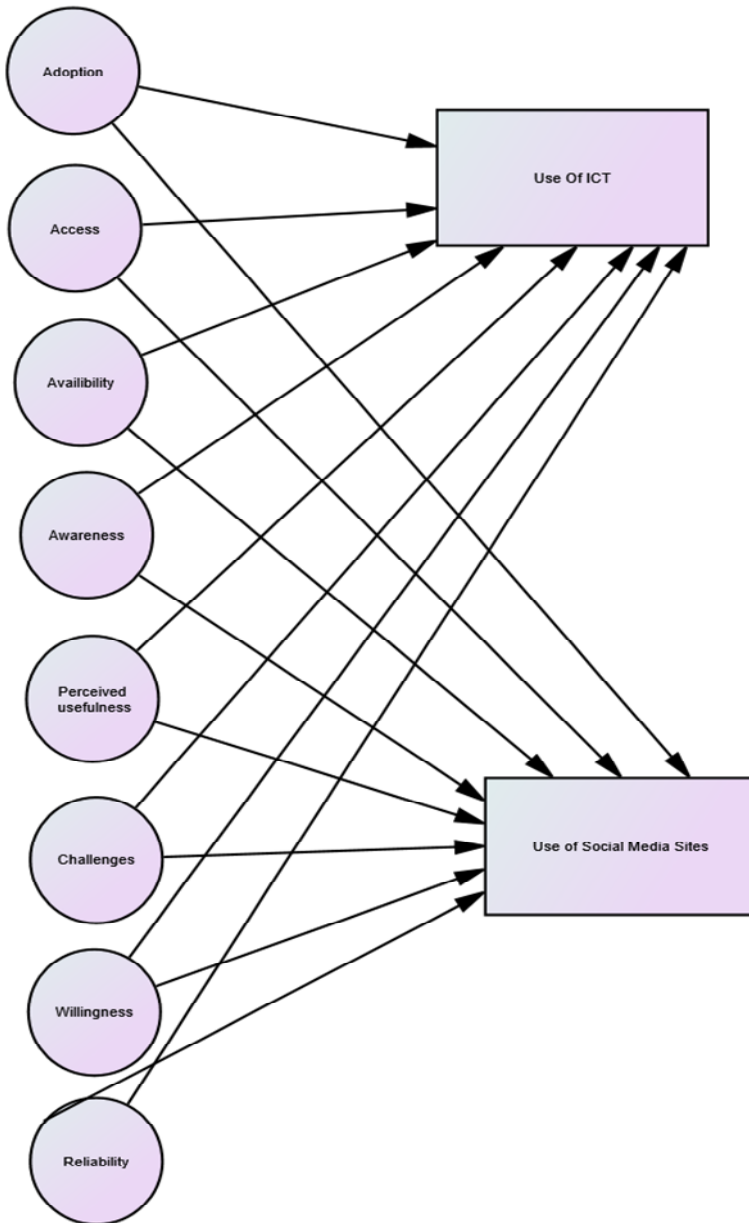 Adoption
Use Of ICT
Access
Availibility
Awareness
Perceived
usefulness
Challenges
Use of Social Media Sites
Willingness
Reliability